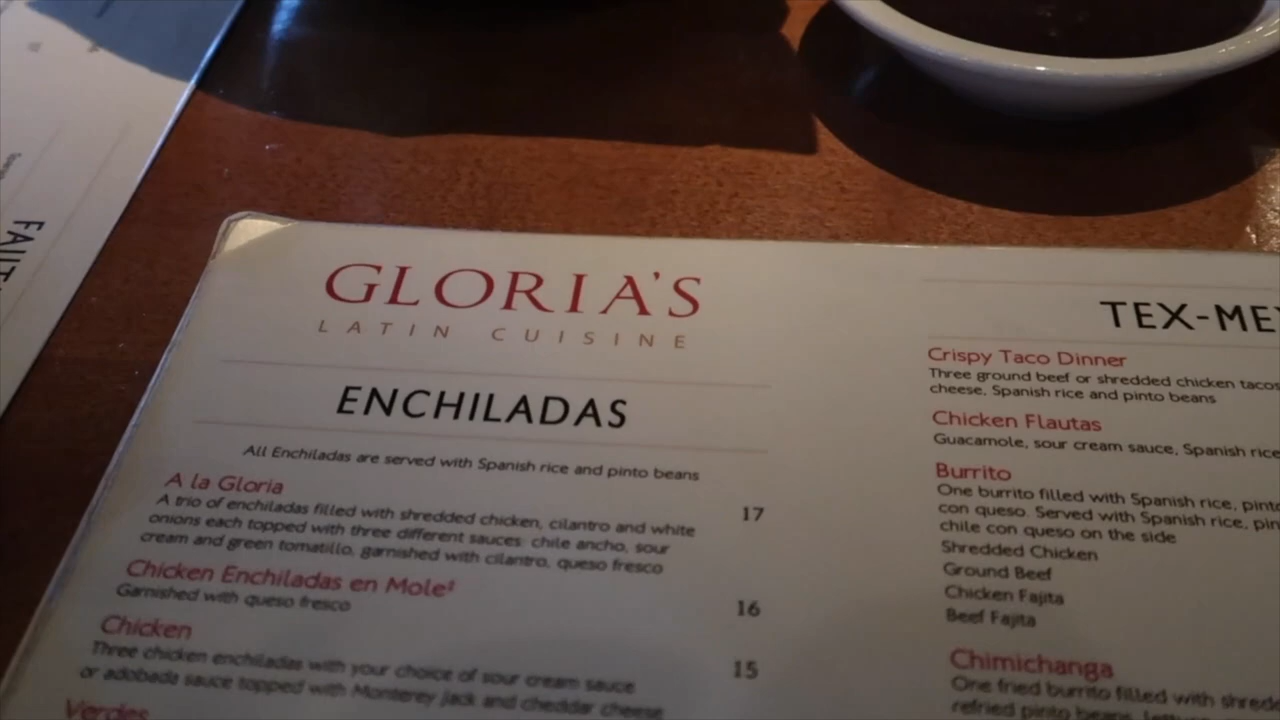 FAJIT
GLORIA'S
LATIN CUISINE
ENCHILADAS
All Enchiladas are served with Spanish rice and pinto beans
A la Gloria
A trio of enchiladas filled with shredded chicken, cilantro and white 17
onions each topped with three different sauces: chile ancho, sour
cream and green tomatillo, garnished with cilantro, queso fresco
Chicken Enchiladas en Mole‡
Garnished with queso fresco 16
Chicken
Three chicken enchiladas with your choice of sour cream sauce 15
or adobada sauce topped with Monterey Jack and cheddar cheese
Verdes
TEX-ME
Crispy Taco Dinner
Three ground beef or shredded chicken tacos
cheese, Spanish rice and pinto beans
Chicken Flautas
Guacamole, sour cream sauce, Spanish rice
Burrito
One burrito filled with Spanish rice, pint
con queso. Served with Spanish rice, pin
chile con queso on the side
Shredded Chicken
Ground Beef
Chicken Fajita
Beef Fajita
Chimichanga
One fried burrito filled with shred
refried pinto beans,